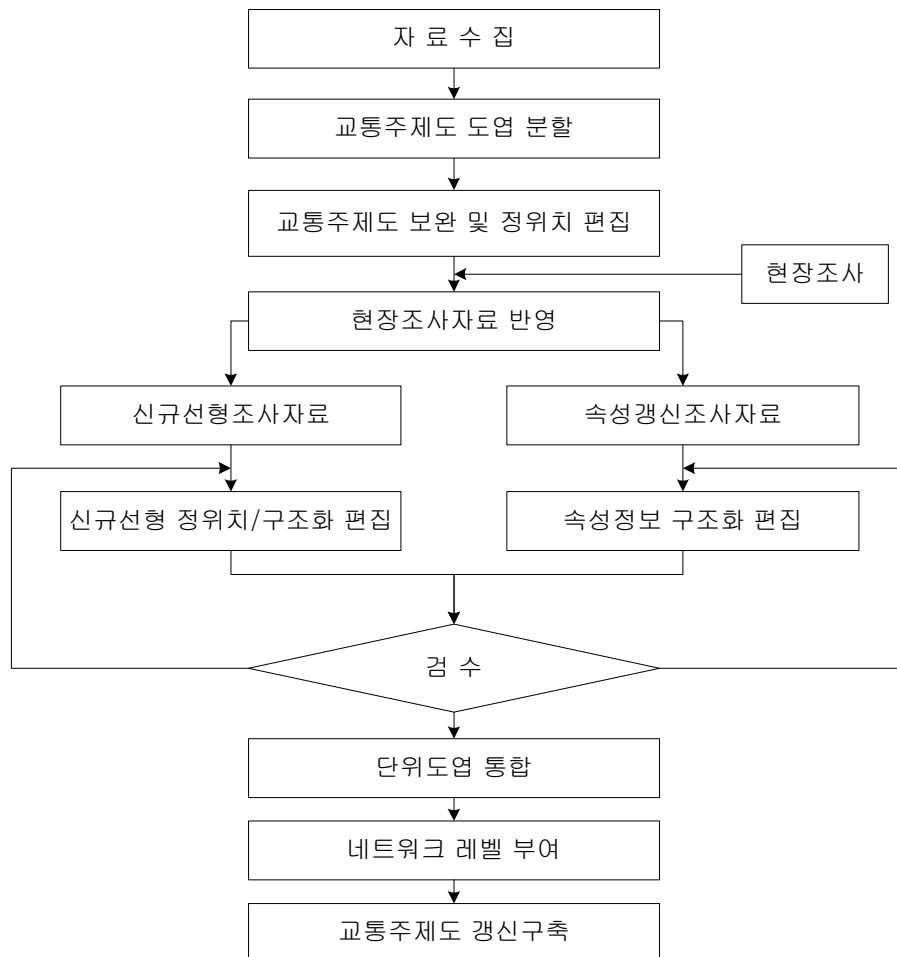 자 료 수 집
교통주제도 도엽 분할
교통주제도 보완 및 정위치 편집
현장조사
현장조사자료 반영
신규선형조사자료
속성갱신조사자료
신규선형 정위치/구조화 편집
속성정보 구조화 편집
검 수
단위도엽 통합
네트워크 레벨 부여
교통주제도 갱신구축